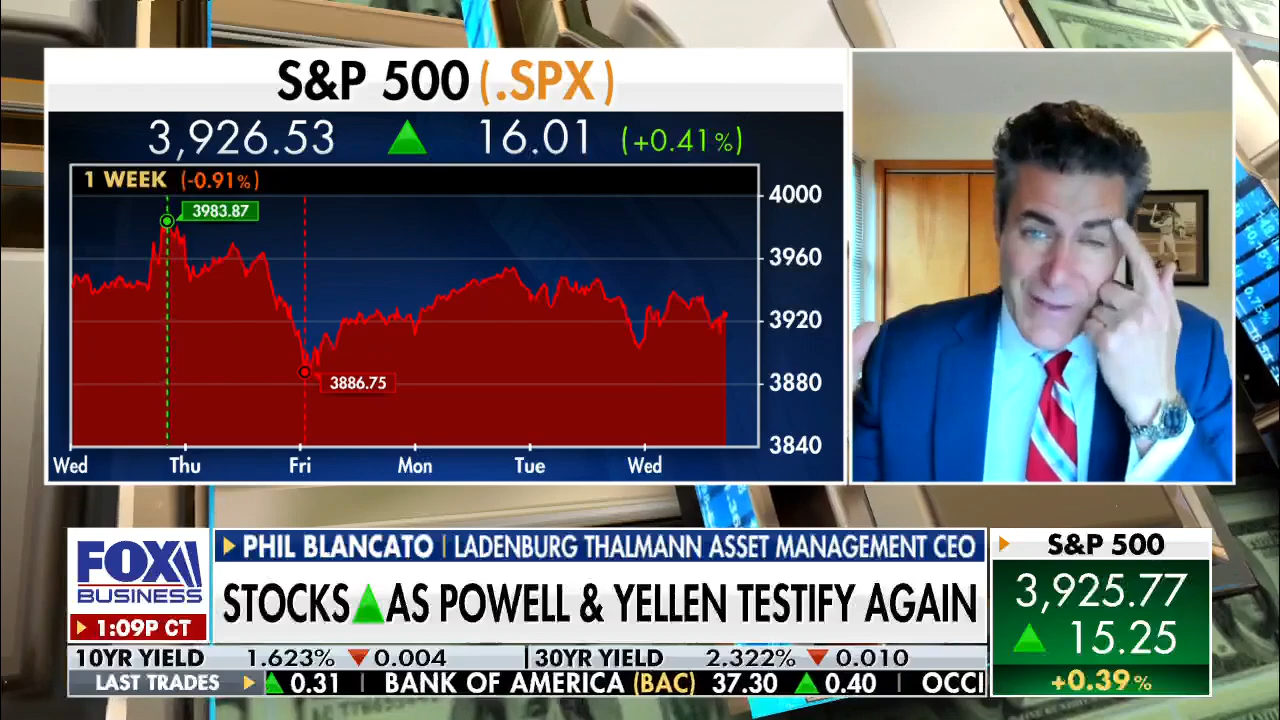 S&P 500 (.SPX)
3,926.53 ▲ 16.01 (+0.41%)
1 WEEK (-0.91%)
3983.87
3886.75
4000
3960
3920
3880
3840
Wed Thu Fri Mon Tue Wed
FOX
BUSINESS
1:09P CT
PHIL BLANCATO | LADENBURG THALMANN ASSET MANAGEMENT CEO
STOCKS ▲ AS POWELL & YELLEN TESTIFY AGAIN
10YR YIELD 1.623% ▼ 0.004 | 30YR YIELD 2.322% ▼ 0.010
LAST TRADES ▲ 0.31 | BANK OF AMERICA (BAC) 37.30 ▲ 0.40 | OCCI
S&P 500
3,925.77
▲ 15.25
+0.39%